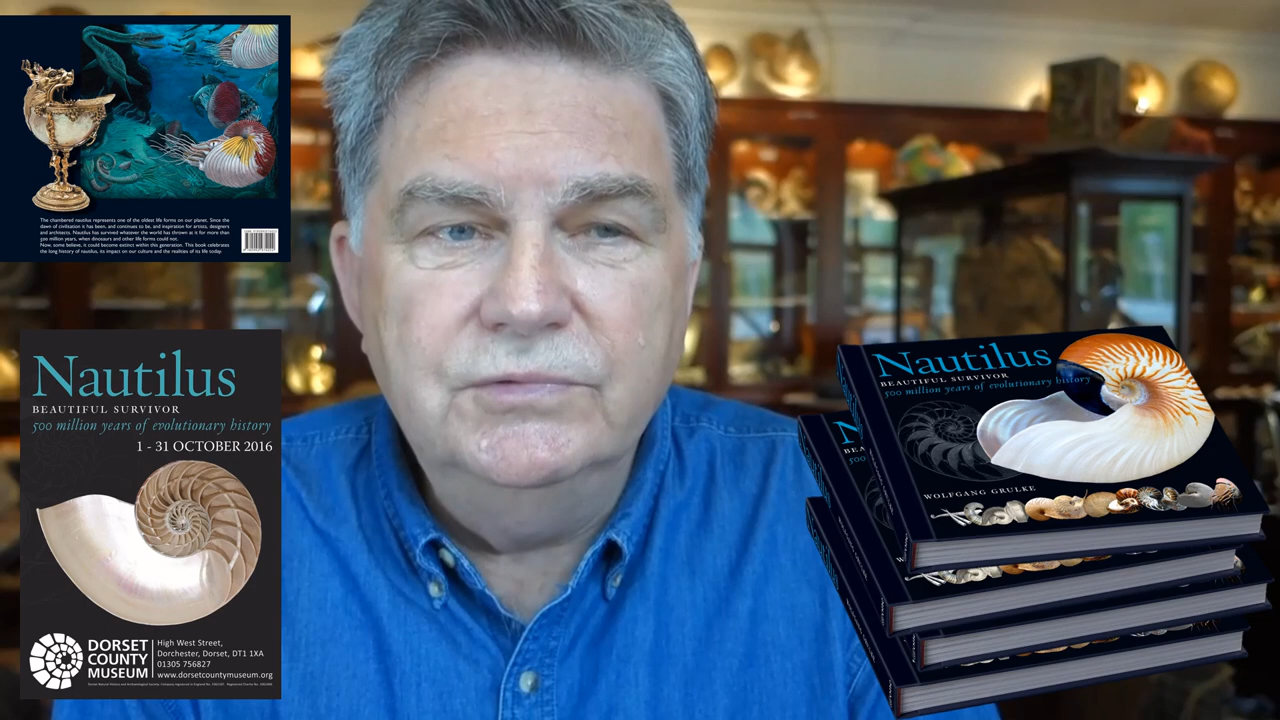 The chambered nautilus represents one of the oldest life forms on our planet. Since the
dawn of civilisation it has been, and continues to be, and inspiration for artists, designers
and architects. Nautilus has survived whatever the world has thrown at it for more than
500 million years, when dinosaurs and other life forms could not.
Now, some believe, it could become extinct within this generation. This book celebrates
the long history of nautilus, its impact on our culture and the realities of its life today.
Nautilus
BEAUTIFUL SURVIVOR
500 million years of evolutionary history
1 - 31 OCTOBER 2016
DORSET
COUNTY
MUSEUM
High West Street,
Dorchester, Dorset, DT1 1XA
01305 756827
www.dorsetcountymuseum.org
Nautilus
BEAUTIFUL SURVIVOR
500 million years of evolutionary history
WOLFGANG GRULKE
N
BEA
500